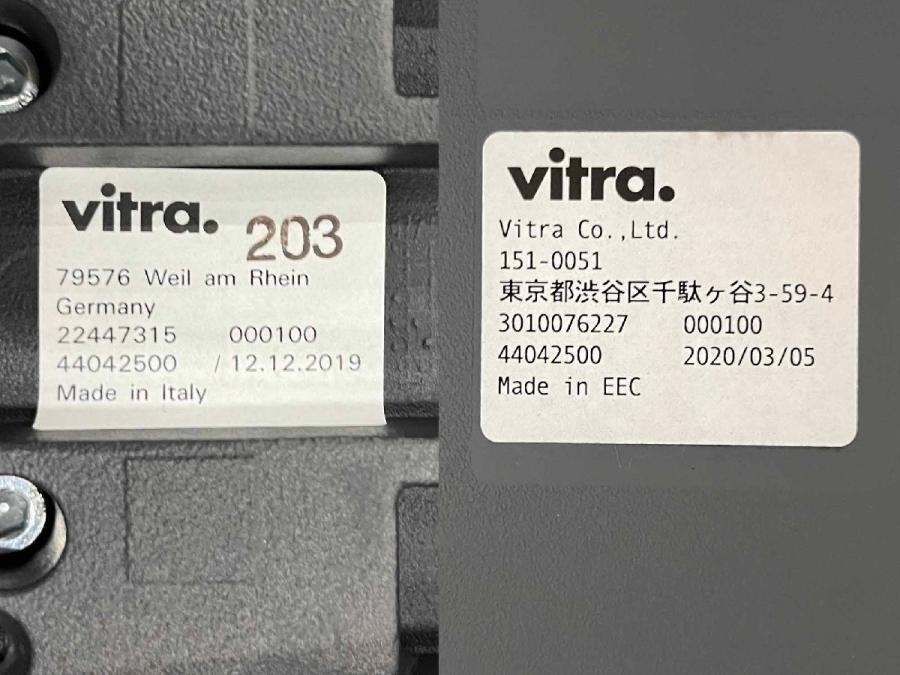 vitra.
203
79576 Weil am Rhein
Germany
22447315 000100
44042500 / 12.12.2019
Made in Italy
vitra.
Vitra Co.,Ltd.
151-0051
東京都渋谷区千駄ヶ谷3-59-4
3010076227 000100
44042500 2020/03/05
Made in EEC